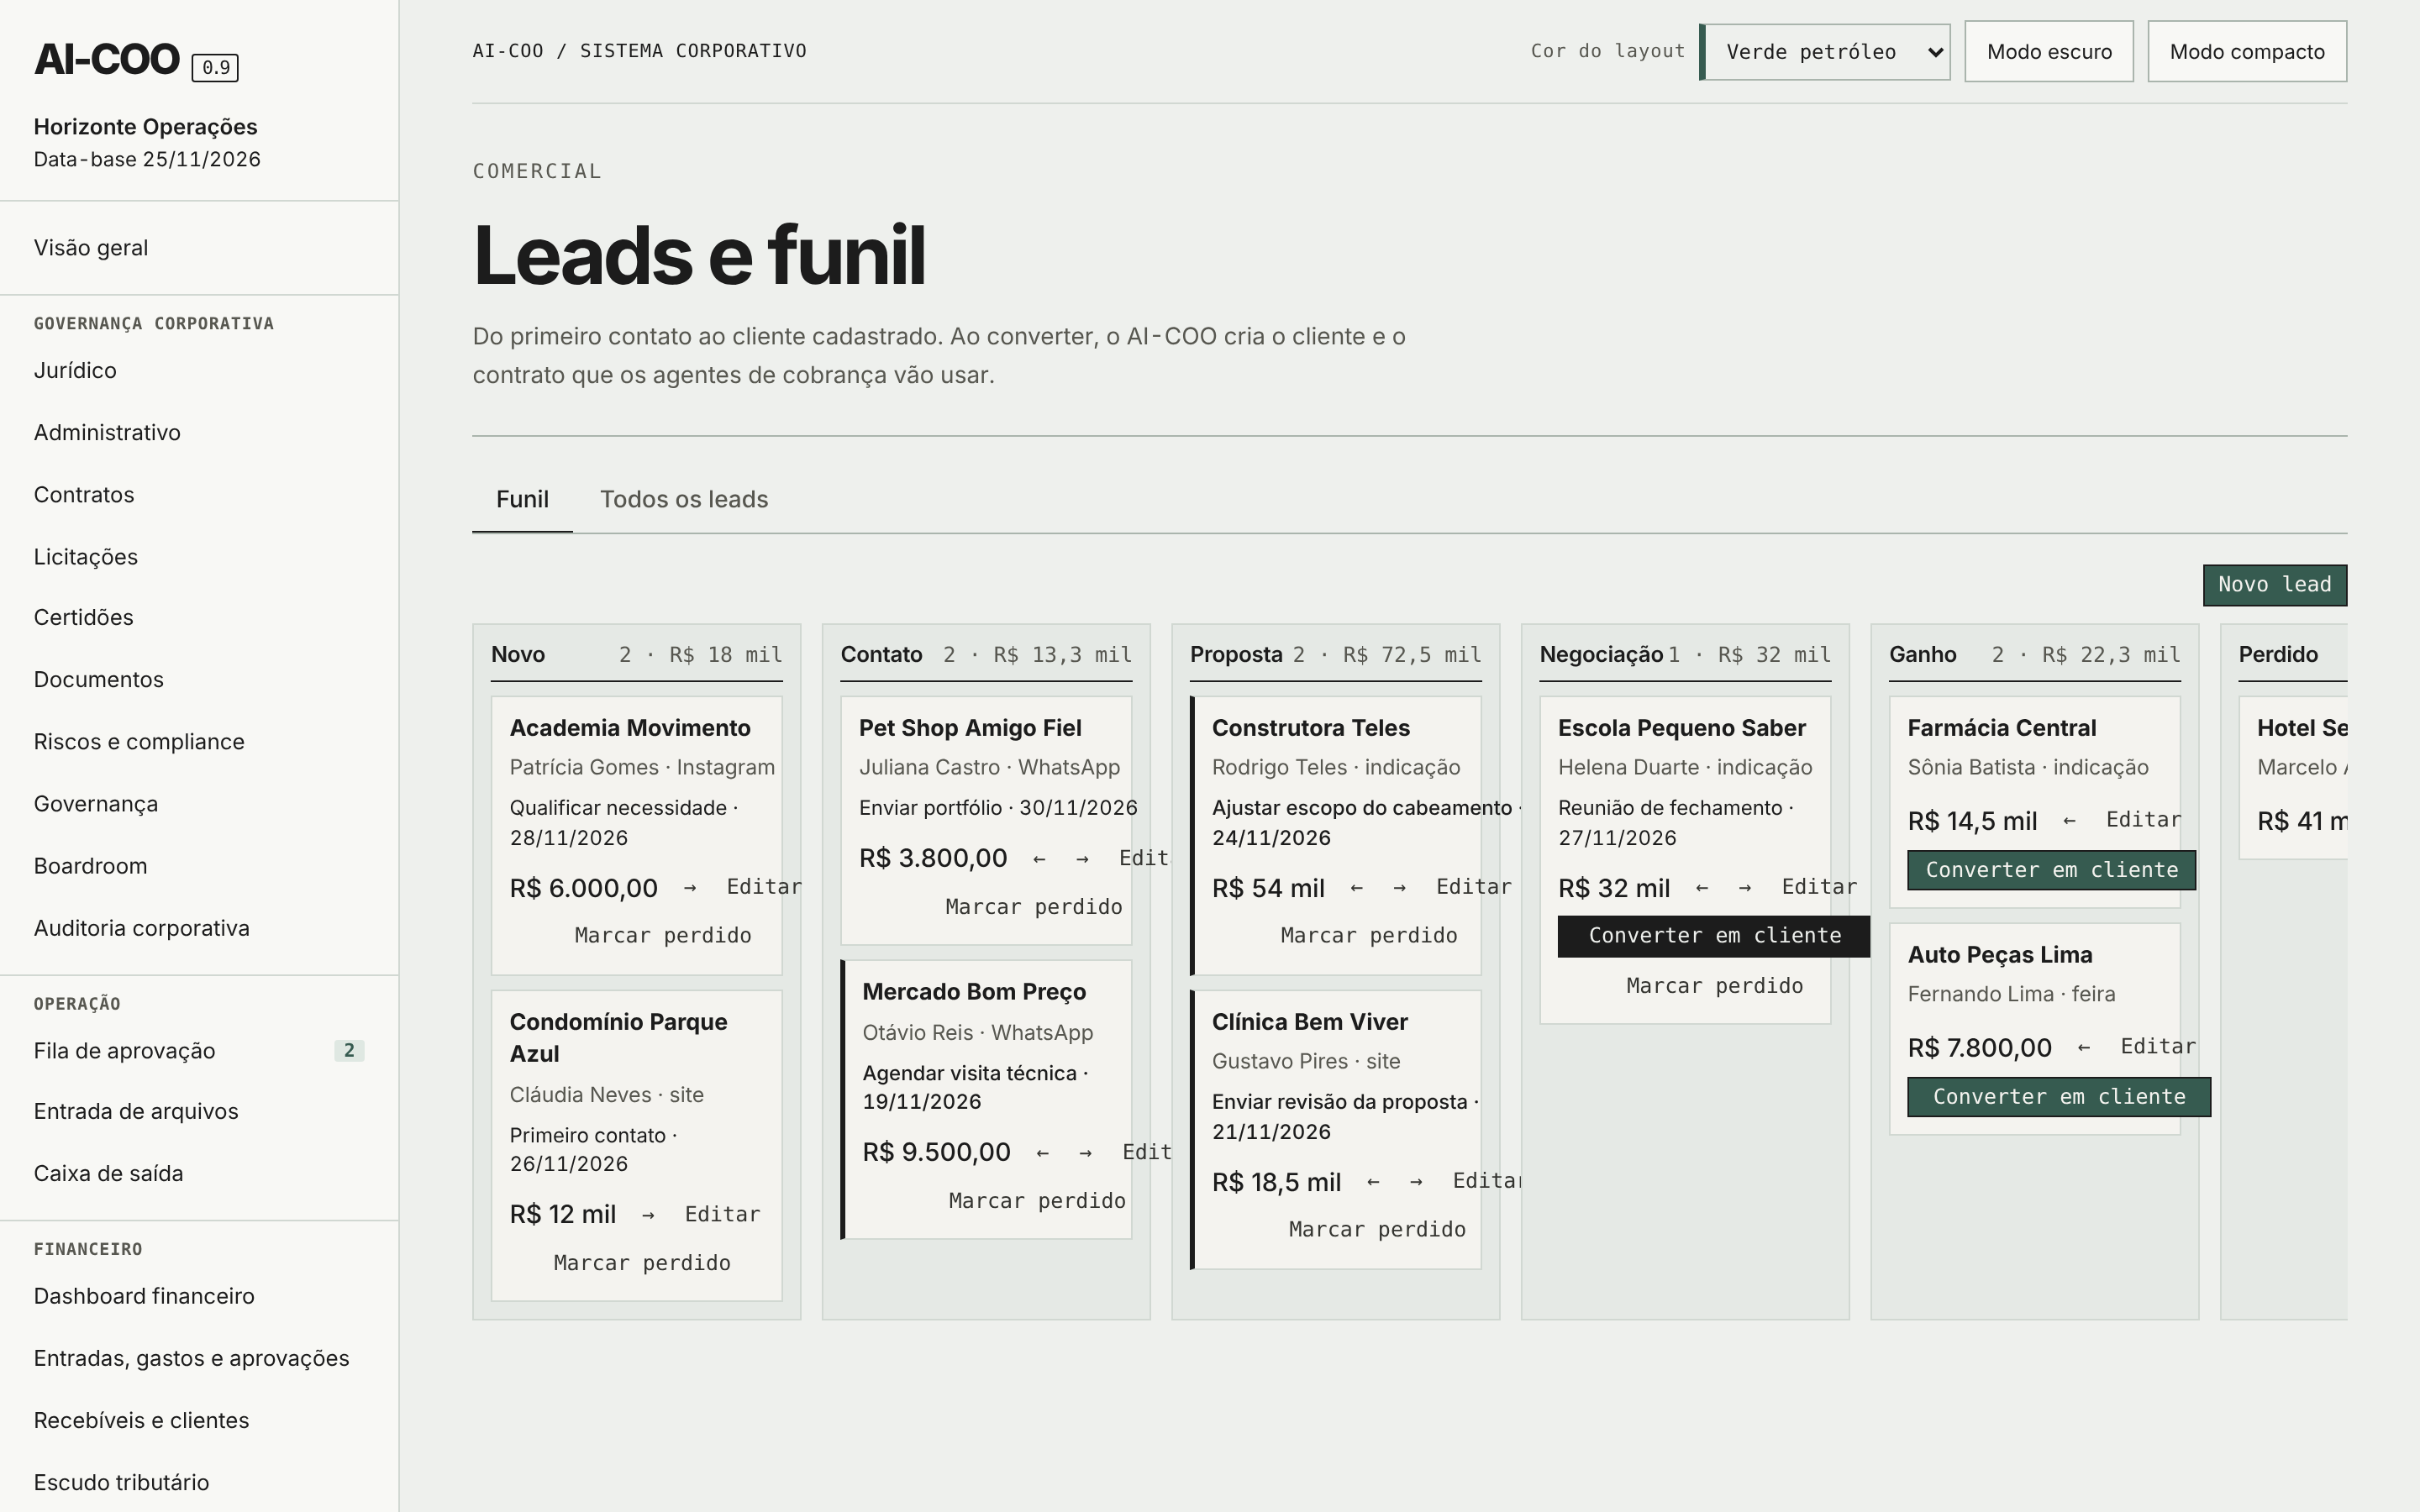 AI-COO 0.9
Horizonte Operações
Data-base 25/11/2026
Visão geral
GOVERNANÇA CORPORATIVA
Jurídico
Administrativo
Contratos
Licitações
Certidões
Documentos
Riscos e compliance
Governança
Boardroom
Auditoria corporativa
OPERAÇÃO
Fila de aprovação 2
Entrada de arquivos
Caixa de saída
FINANCEIRO
Dashboard financeiro
Entradas, gastos e aprovações
Recebíveis e clientes
Escudo tributário
AI-COO / SISTEMA CORPORATIVO
Cor do layout Verde petróleo Modo escuro Modo compacto
COMERCIAL
Leads e funil
Do primeiro contato ao cliente cadastrado. Ao converter, o AI-COO cria o cliente e o
contrato que os agentes de cobrança vão usar.
Funil Todos os leads
Novo lead
Novo 2 · R$ 18 mil
Academia Movimento
Patrícia Gomes · Instagram
Qualificar necessidade ·
28/11/2026
R$ 6.000,00 → Editar
Marcar perdido
Condomínio Parque
Azul
Cláudia Neves · site
Primeiro contato ·
26/11/2026
R$ 12 mil → Editar
Marcar perdido
Contato 2 · R$ 13,3 mil
Pet Shop Amigo Fiel
Juliana Castro · WhatsApp
Enviar portfólio · 30/11/2026
R$ 3.800,00 ← → Edit
Marcar perdido
Mercado Bom Preço
Otávio Reis · WhatsApp
Agendar visita técnica ·
19/11/2026
R$ 9.500,00 ← → Edit
Marcar perdido
Proposta 2 · R$ 72,5 mil
Construtora Teles
Rodrigo Teles · indicação
Ajustar escopo do cabeamento ·
24/11/2026
R$ 54 mil ← → Editar
Marcar perdido
Clínica Bem Viver
Gustavo Pires · site
Enviar revisão da proposta ·
21/11/2026
R$ 18,5 mil ← → Editar
Marcar perdido
Negociação 1 · R$ 32 mil
Escola Pequeno Saber
Helena Duarte · indicação
Reunião de fechamento ·
27/11/2026
R$ 32 mil ← → Editar
Converter em cliente
Marcar perdido
Ganho 2 · R$ 22,3 mil
Farmácia Central
Sônia Batista · indicação
R$ 14,5 mil ← Editar
Converter em cliente
Auto Peças Lima
Fernando Lima · feira
R$ 7.800,00 ← Editar
Converter em cliente
Perdido
Hotel Se
Marcelo
R$ 41 m